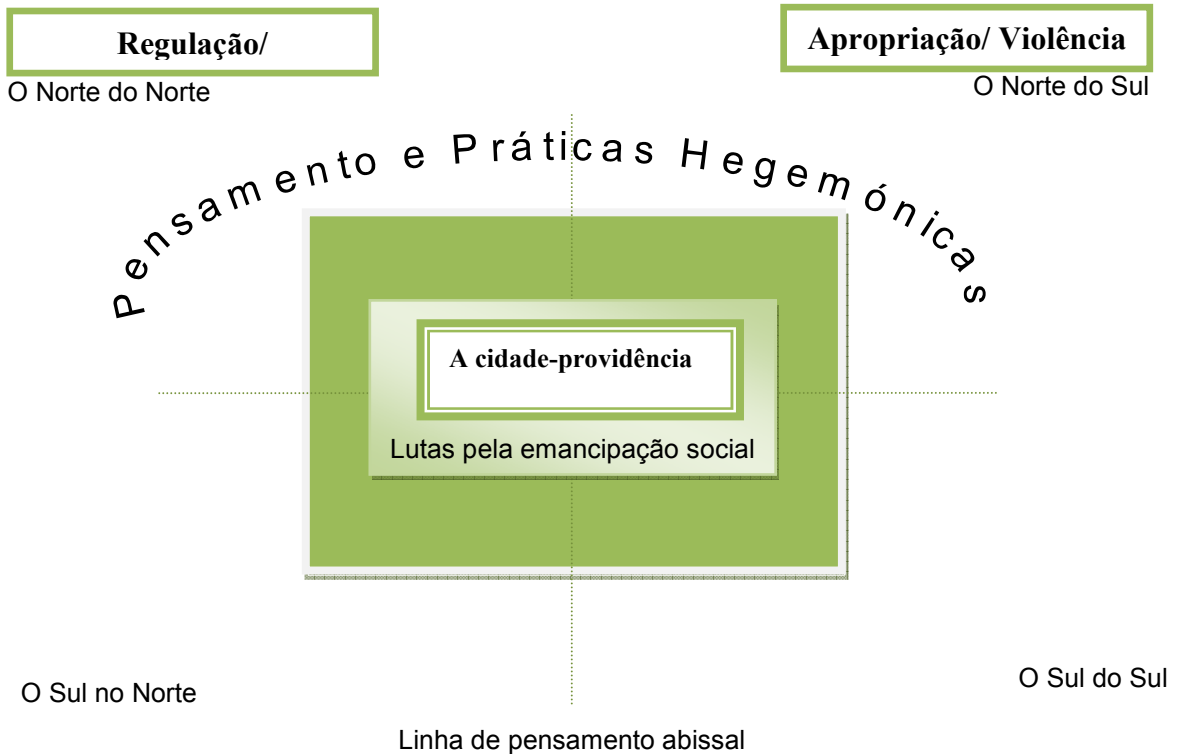 Regulação/
Apropriação/ Violência
O Norte do Norte
O Norte do Sul
Pensamento e Práticas Hegemónicas
A cidade-providência
Lutas pela emancipação social
O Sul no Norte
O Sul do Sul
Linha de pensamento abissal